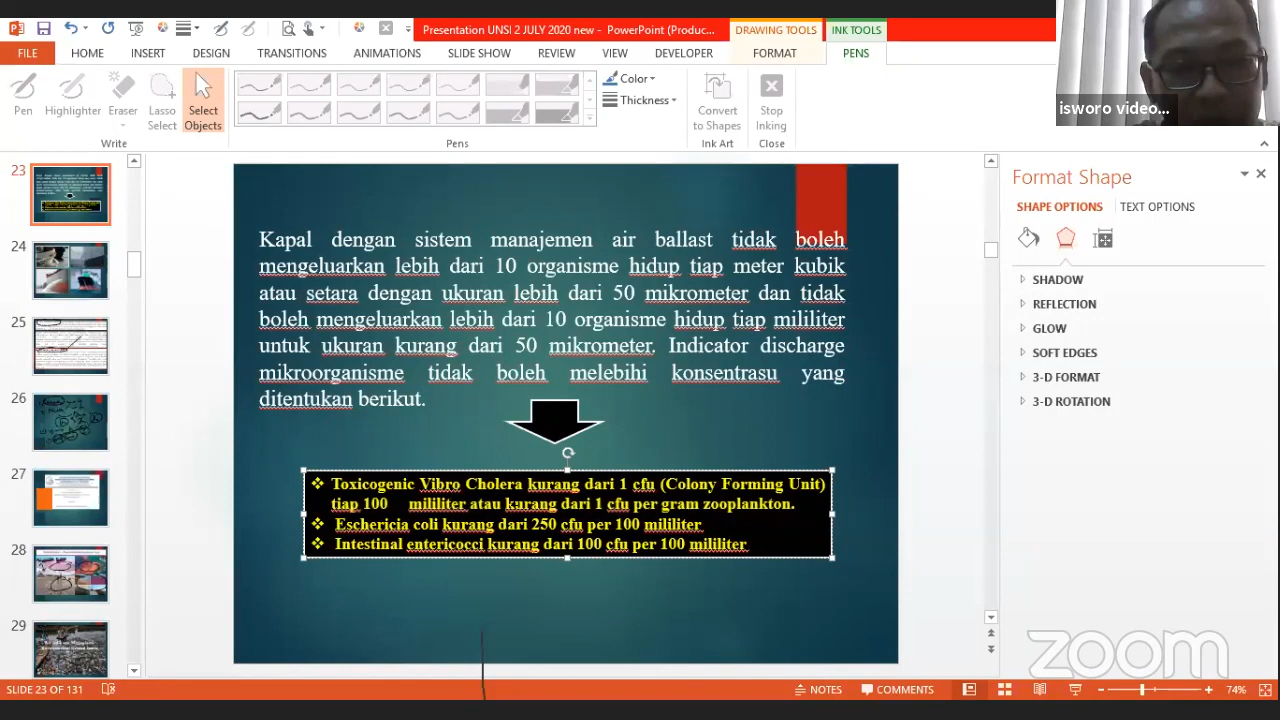 Presentation UNSI 2 JULY 2020 new - PowerPoint (Produc...
DRAWING TOOLS
INK TOOLS
FILE
HOME
INSERT
DESIGN
TRANSITIONS
ANIMATIONS
SLIDE SHOW
REVIEW
VIEW
DEVELOPER
FORMAT
PENS
isworo video...
Pen
Highlighter
Eraser
Lasso
Select
Select
Objects
Color
Thickness
Convert
to Shapes
Stop
Inking
Write
Pens
Ink Art
Close
23
24
25
26
27
28
29
Kapal dengan sistem manajemen air ballast tidak boleh
mengeluarkan lebih dari 10 organisme hidup tiap meter kubik
atau setara dengan ukuran lebih dari 50 mikrometer dan tidak
boleh mengeluarkan lebih dari 10 organisme hidup tiap mililiter
untuk ukuran kurang dari 50 mikrometer. Indicator discharge
mikroorganisme tidak boleh melebihi konsentrasu yang
ditentukan berikut.
❖ Toxicogenic Vibro Cholera kurang dari 1 cfu (Colony Forming Unit)
tiap 100 mililiter atau kurang dari 1 cfu per gram zooplankton.
❖ Eschericia coli kurang dari 250 cfu per 100 mililiter
❖ Intestinal entericocci kurang dari 100 cfu per 100 mililiter
Format Shape
SHAPE OPTIONS
TEXT OPTIONS
SHADOW
REFLECTION
GLOW
SOFT EDGES
3-D FORMAT
3-D ROTATION
zoom
SLIDE 23 OF 131
NOTES
COMMENTS
74%